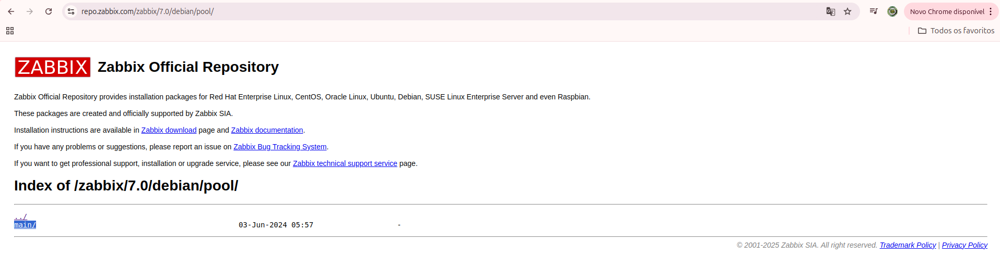 repo.zabbix.com/zabbix/7.0/debian/pool/
Novo Chrome disponível
Todos os favoritos
ZABBIX Zabbix Official Repository
Zabbix Official Repository provides installation packages for Red Hat Enterprise Linux, CentOS, Oracle Linux, Ubuntu, Debian, SUSE Linux Enterprise Server and even Raspbian.
These packages are created and officially supported by Zabbix SIA.
Installation instructions are available in Zabbix download page and Zabbix documentation.
If you have any problems or suggestions, please report an issue on Zabbix Bug Tracking System.
If you want to get professional support, installation or upgrade service, please see our Zabbix technical support service page.
Index of /zabbix/7.0/debian/pool/
../
main/ 03-Jun-2024 05:57 -
© 2001-2025 Zabbix SIA. All right reserved. Trademark Policy | Privacy Policy